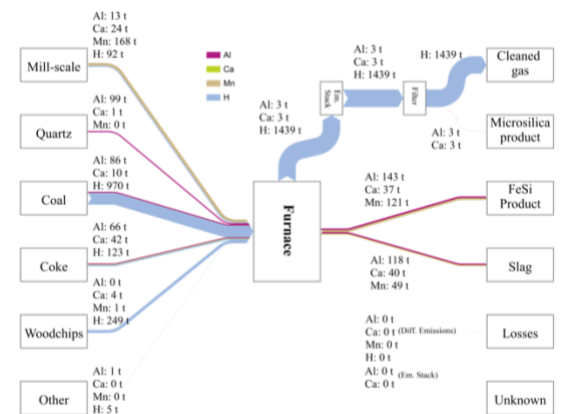 Al: 13 t
Ca: 24 t
Mn: 168 t
H: 92 t
Mill-scale
Al: 99 t
Ca: 1 t
Mn: 0 t
Quartz
Al: 86 t
Ca: 10 t
H: 970 t
Coal
Al: 66 t
Ca: 42 t
H: 123 t
Coke
Al: 0 t
Ca: 4 t
Mn: 1 t
H: 249 t
Woodchips
Al: 1 t
Ca: 0 t
Mn: 0 t
H: 5 t
Other
Al
Ca
Mn
H
Al: 3 t
Ca: 3 t
H: 1439 t
Furnace
Em.
Stack
Al: 3 t
Ca: 3 t
H: 1439 t
Filter
H: 1439 t
Cleaned
gas
Al: 3 t
Ca: 3 t
Microsilica
product
Al: 143 t
Ca: 37 t
Mn: 121 t
FeSi
Product
Al: 118 t
Ca: 40 t
Mn: 49 t
Slag
Al: 0 t
Ca: 0 t (Diff. Emissions)
Mn: 0 t
H: 0 t
Al: 0 t (Em. Stack)
Ca: 0 t
Losses
Unknown